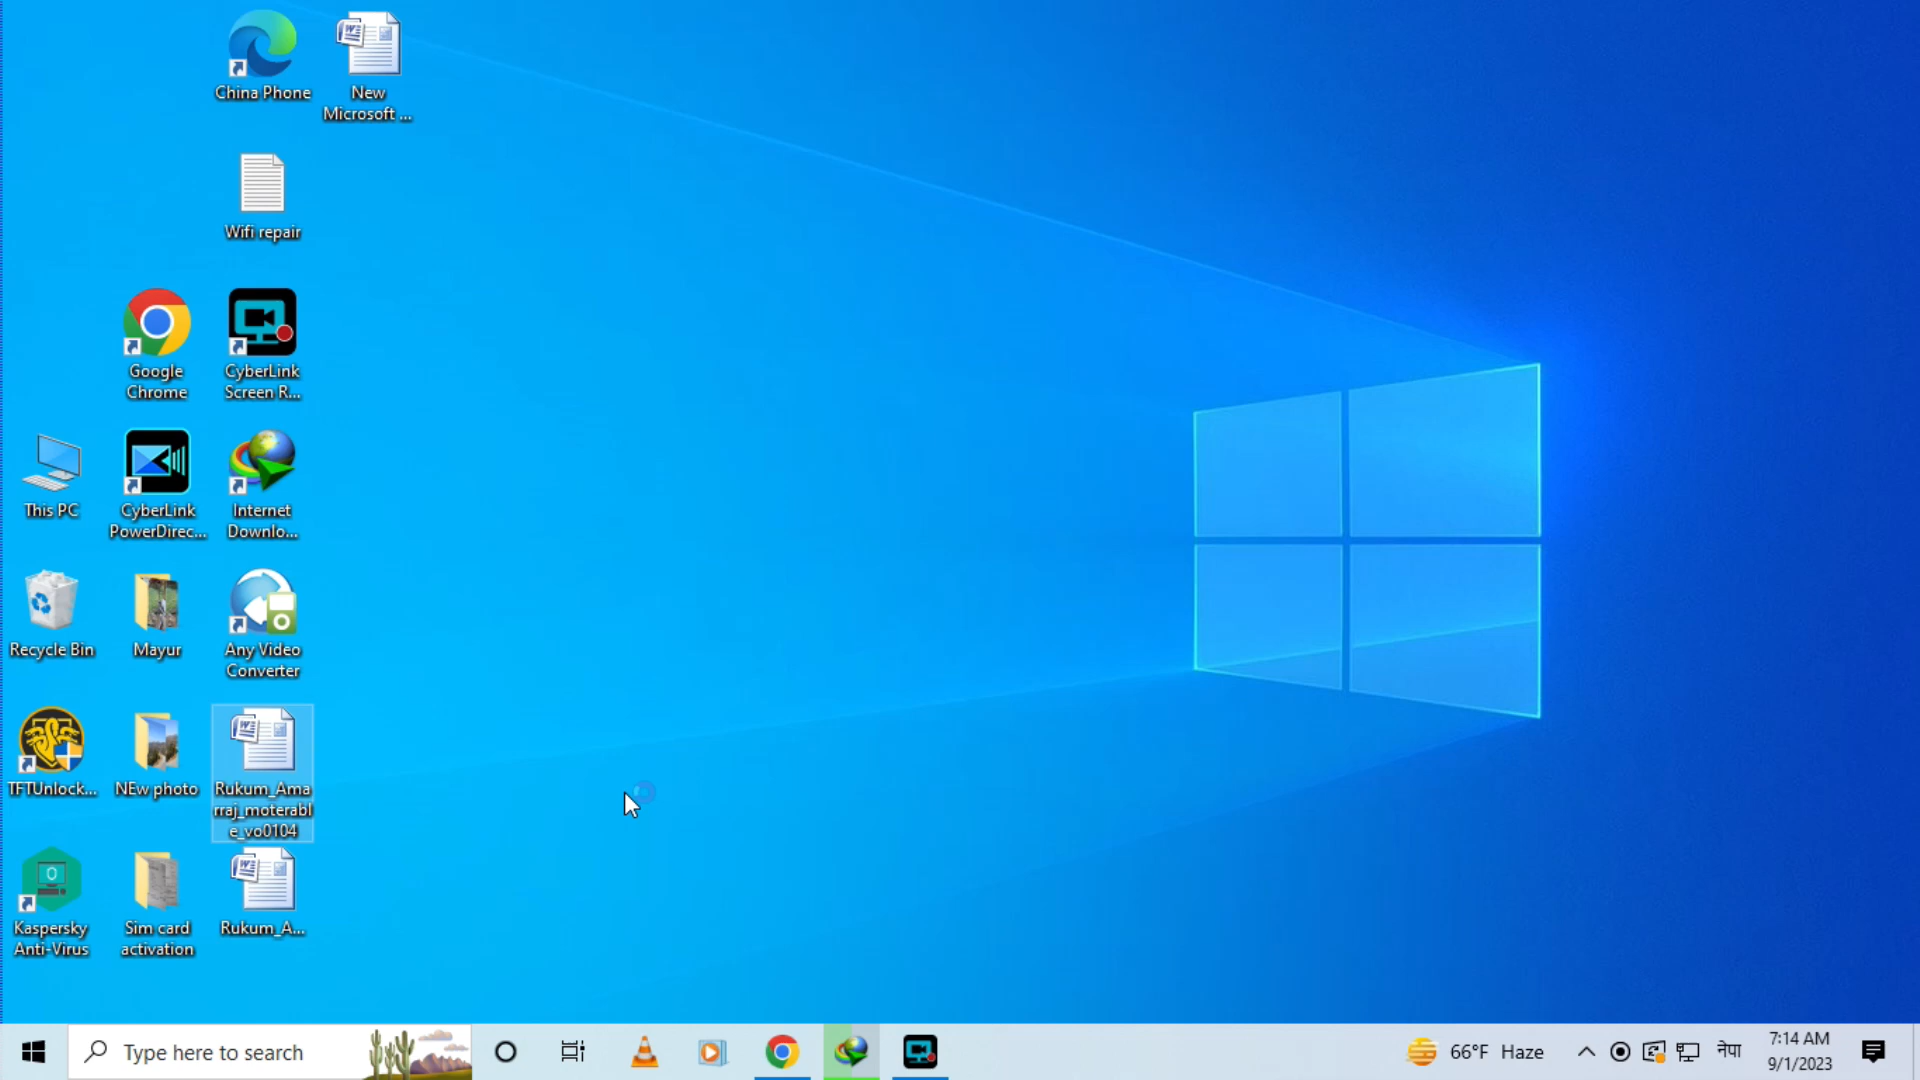 China Phone
New
Microsoft ...
Wifi repair
Google
Chrome
CyberLink
Screen R...
This PC
CyberLink
PowerDirec...
Internet
Downlo...
Recycle Bin
Mayur
Any Video
Converter
TFTUnlock...
NEw photo
Rukum_Ama
rraj_moterabl
e_vo0104
Kaspersky
Anti-Virus
Sim card
activation
Rukum_A...
Type here to search
66°F Haze
नेपा
7:14 AM
9/1/2023